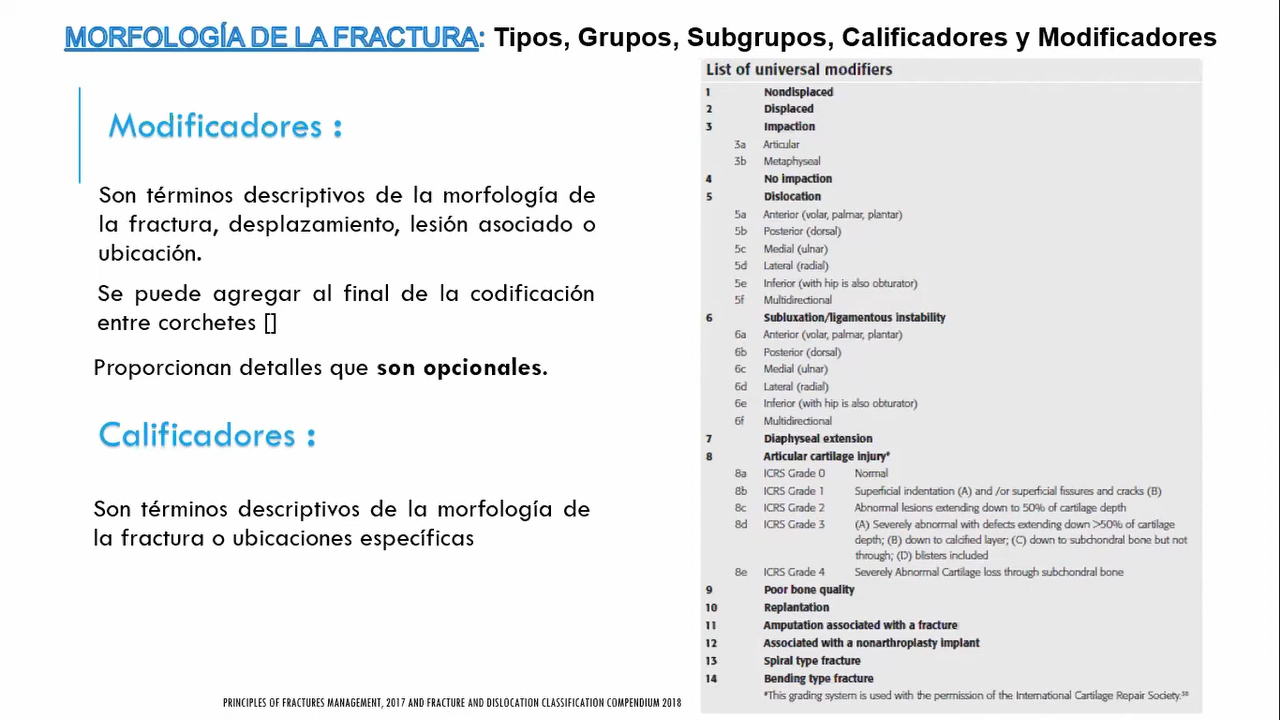 MORFOLOGÍA DE LA FRACTURA: Tipos, Grupos, Subgrupos, Calificadores y Modificadores
Modificadores :
Son términos descriptivos de la morfología de
la fractura, desplazamiento, lesión asociado o
ubicación.
Se puede agregar al final de la codificación
entre corchetes []
Proporcionan detalles que son opcionales.
Calificadores :
Son términos descriptivos de la morfología de
la fractura o ubicaciones específicas
List of universal modifiers
1 Nondisplaced
2 Displaced
3 Impaction
3a Articular
3b Metaphyseal
4 No impaction
5 Dislocation
5a Anterior (volar, palmar, plantar)
5b Posterior (dorsal)
5c Medial (ulnar)
5d Lateral (radial)
5e Inferior (with hip is also obturator)
5f Multidirectional
6 Subluxation/ligamentous instability
6a Anterior (volar, palmar, plantar)
6b Posterior (dorsal)
6c Medial (ulnar)
6d Lateral (radial)
6e Inferior (with hip is also obturator)
6f Multidirectional
7 Diaphyseal extension
8 Articular cartilage injury*
8a ICRS Grade 0 Normal
8b ICRS Grade 1 Superficial indentation (A) and /or superficial fissures and cracks (B)
8c ICRS Grade 2 Abnormal lesions extending down to 50% of cartilage depth
8d ICRS Grade 3 (A) Severely abnormal with defects extending down >50% of cartilage
depth; (B) down to calcified layer; (C) down to subchondral bone but not
through; (D) blisters included
8e ICRS Grade 4 Severely Abnormal Cartilage loss through subchondral bone
9 Poor bone quality
10 Replantation
11 Amputation associated with a fracture
12 Associated with a nonarthroplasty implant
13 Spiral type fracture
14 Bending type fracture
*This grading system is used with the permission of the International Cartilage Repair Society.
PRINCIPLES OF FRACTURES MANAGEMENT, 2017 AND FRACTURE AND DISLOCATION CLASSIFICATION COMPENDIUM 2018